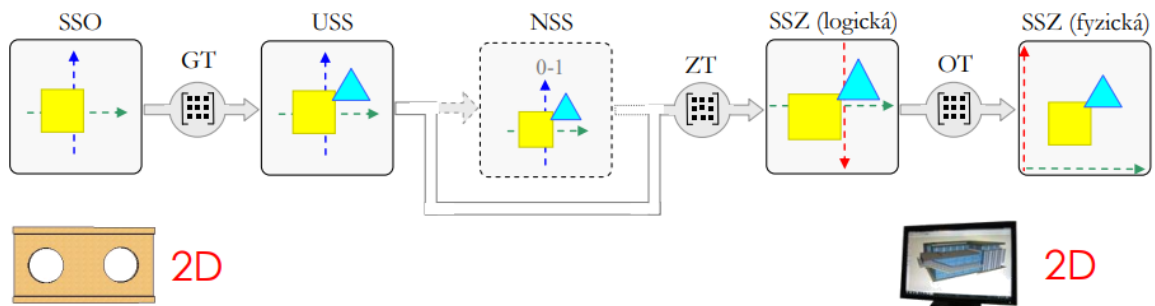 SSO
GT
USS
NSS
0-1
ZT
SSZ (logická)
OT
SSZ (fyzická)
2D
2D